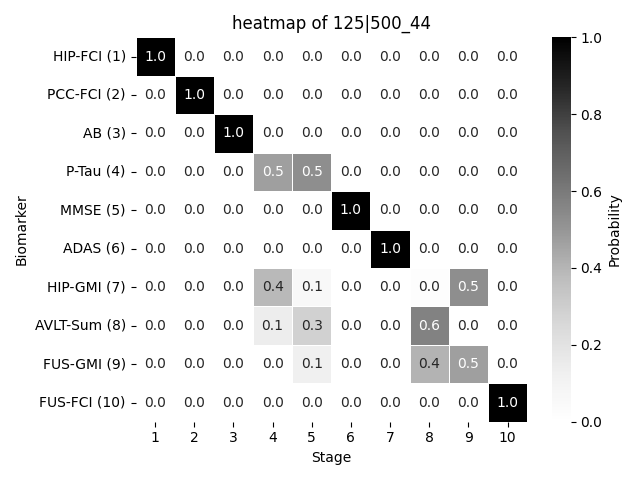 heatmap of 125|500_44
HIP-FCI (1) 1.0 0.0 0.0 0.0 0.0 0.0 0.0 0.0 0.0 0.0
PCC-FCI (2) 0.0 1.0 0.0 0.0 0.0 0.0 0.0 0.0 0.0 0.0
AB (3) 0.0 0.0 1.0 0.0 0.0 0.0 0.0 0.0 0.0 0.0
P-Tau (4) 0.0 0.0 0.0 0.5 0.5 0.0 0.0 0.0 0.0 0.0
MMSE (5) 0.0 0.0 0.0 0.0 0.0 1.0 0.0 0.0 0.0 0.0
ADAS (6) 0.0 0.0 0.0 0.0 0.0 0.0 1.0 0.0 0.0 0.0
HIP-GMI (7) 0.0 0.0 0.0 0.4 0.1 0.0 0.0 0.0 0.5 0.0
AVLT-Sum (8) 0.0 0.0 0.0 0.1 0.3 0.0 0.0 0.6 0.0 0.0
FUS-GMI (9) 0.0 0.0 0.0 0.0 0.1 0.0 0.0 0.4 0.5 0.0
FUS-FCI (10) 0.0 0.0 0.0 0.0 0.0 0.0 0.0 0.0 0.0 1.0
1 2 3 4 5 6 7 8 9 10
Stage
Biomarker
1.0
0.8
0.6
0.4
0.2
0.0
Probability